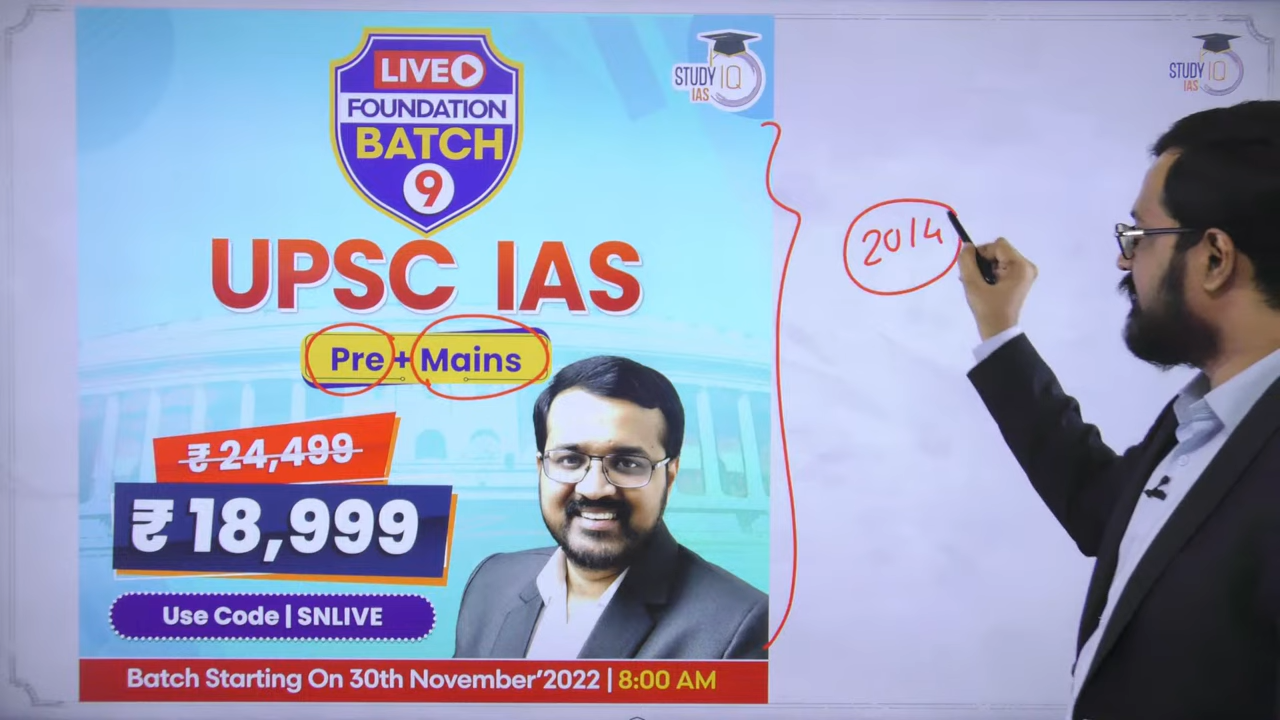 LIVE
FOUNDATION
BATCH
9
STUDY IQ
IAS
UPSC IAS
Pre + Mains
₹ 24,499
₹ 18,999
Use Code | SNLIVE
Batch Starting On 30th November'2022 | 8:00 AM
2014
STUDY IQ
IAS